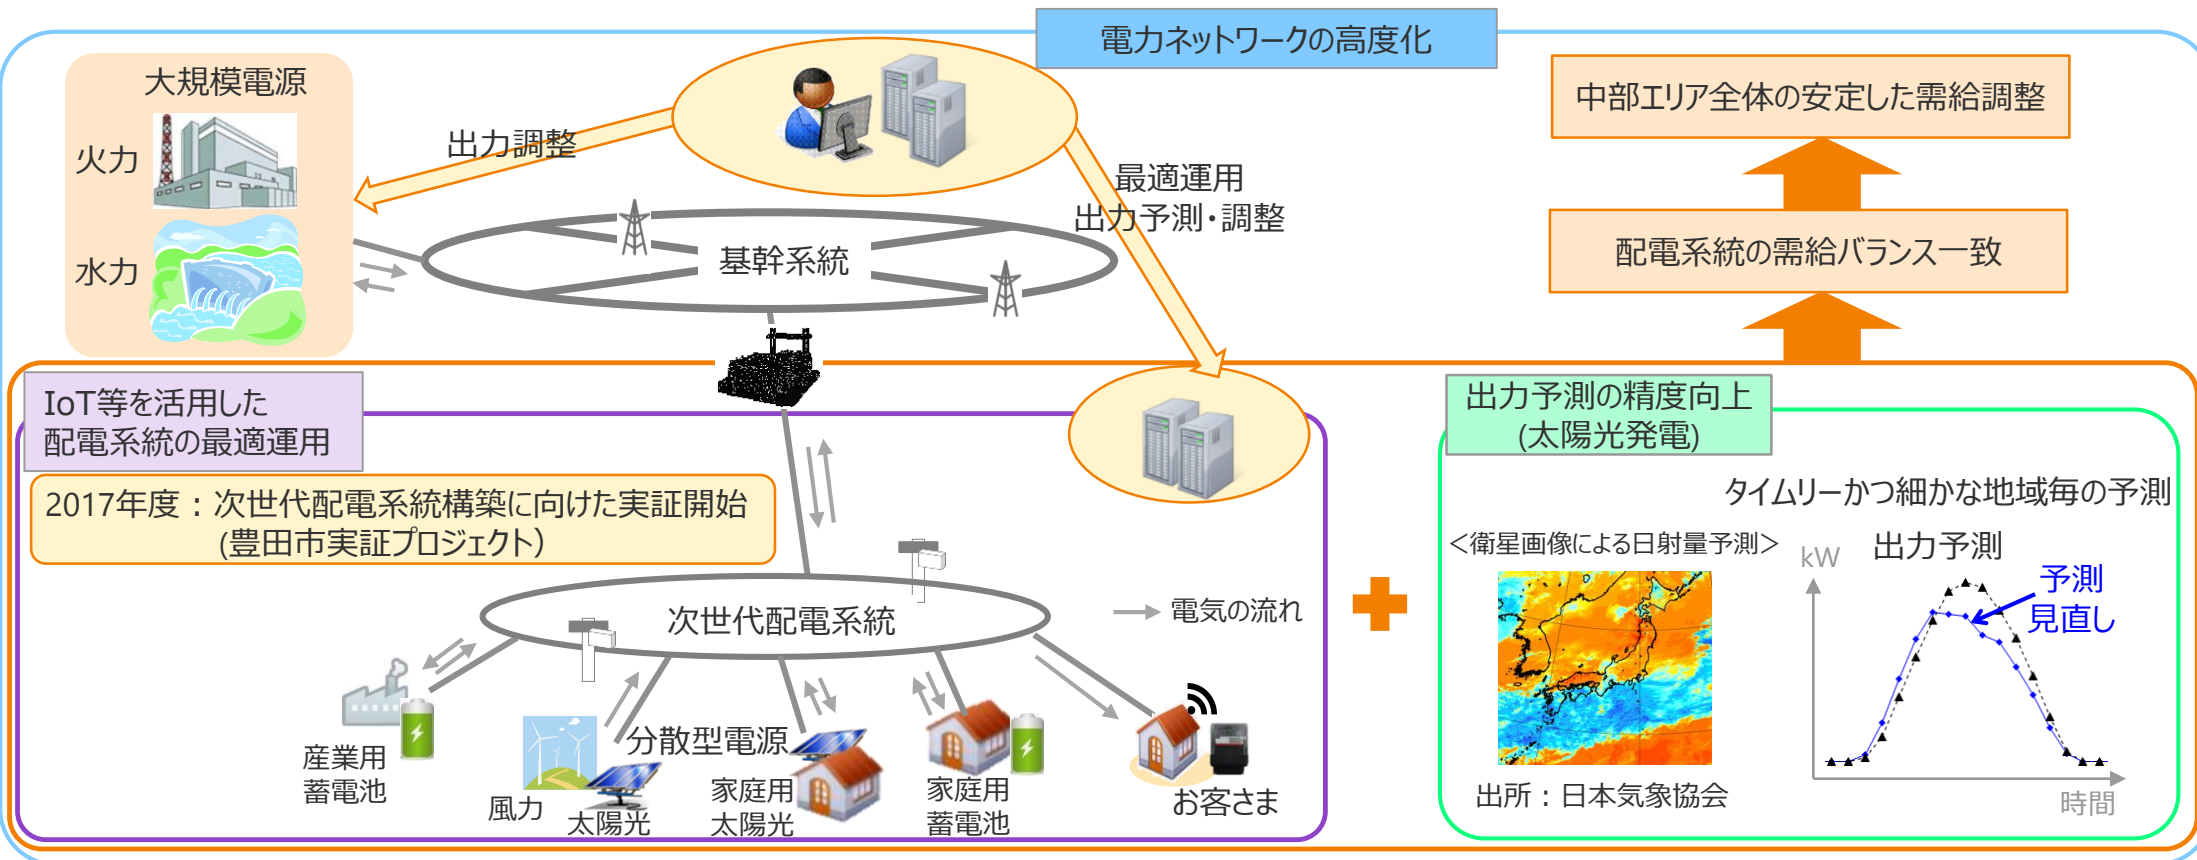 電力ネットワークの高度化
大規模電源
火力
水力
出力調整
最適運用
出力予測・調整
基幹系統
中部エリア全体の安定した需給調整
配電系統の需給バランス一致
IoT等を活用した
配電系統の最適運用
2017年度：次世代配電系統構築に向けた実証開始
(豊田市実証プロジェクト）
次世代配電系統
電気の流れ
産業用
蓄電池
風力
太陽光
分散型電源
家庭用
太陽光
家庭用
蓄電池
お客さま
出力予測の精度向上
(太陽光発電)
タイムリーかつ細かな地域毎の予測
＜衛星画像による日射量予測＞
出所：日本気象協会
出力予測
kW
予測
見直し
時間